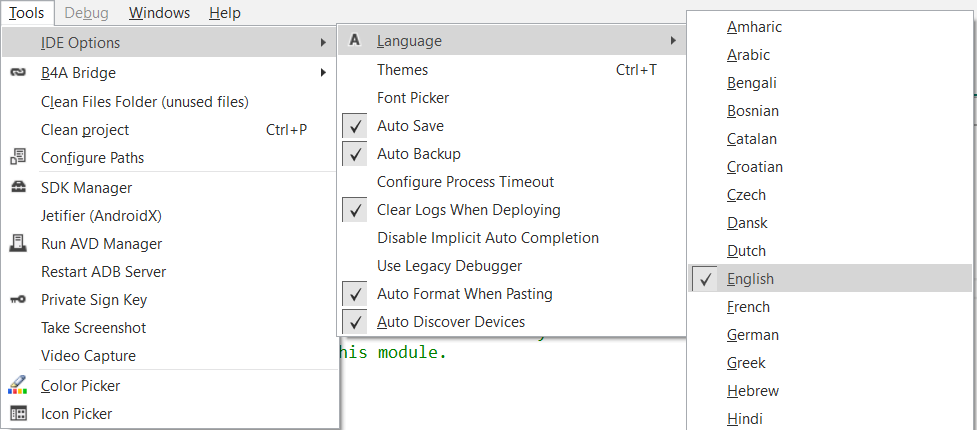 Tools Debug Windows Help
IDE Options
B4A Bridge
Clean Files Folder (unused files)
Clean project Ctrl+P
Configure Paths
SDK Manager
Jetifier (AndroidX)
Run AVD Manager
Restart ADB Server
Private Sign Key
Take Screenshot
Video Capture
Color Picker
Icon Picker
Language
Themes Ctrl+T
Font Picker
Auto Save
Auto Backup
Configure Process Timeout
Clear Logs When Deploying
Disable Implicit Auto Completion
Use Legacy Debugger
Auto Format When Pasting
Auto Discover Devices
his module.
Amharic
Arabic
Bengali
Bosnian
Catalan
Croatian
Czech
Dansk
Dutch
English
French
German
Greek
Hebrew
Hindi